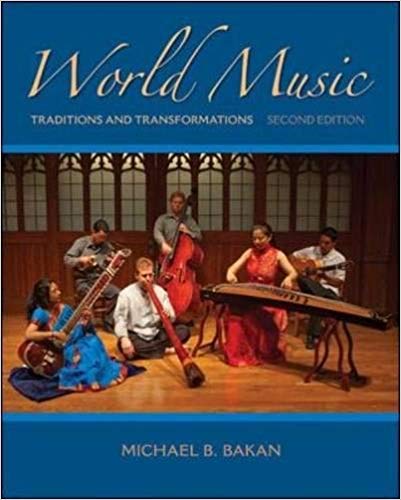 World Music
TRADITIONS AND TRANSFORMATIONS SECOND EDITION
MICHAEL B. BAKAN